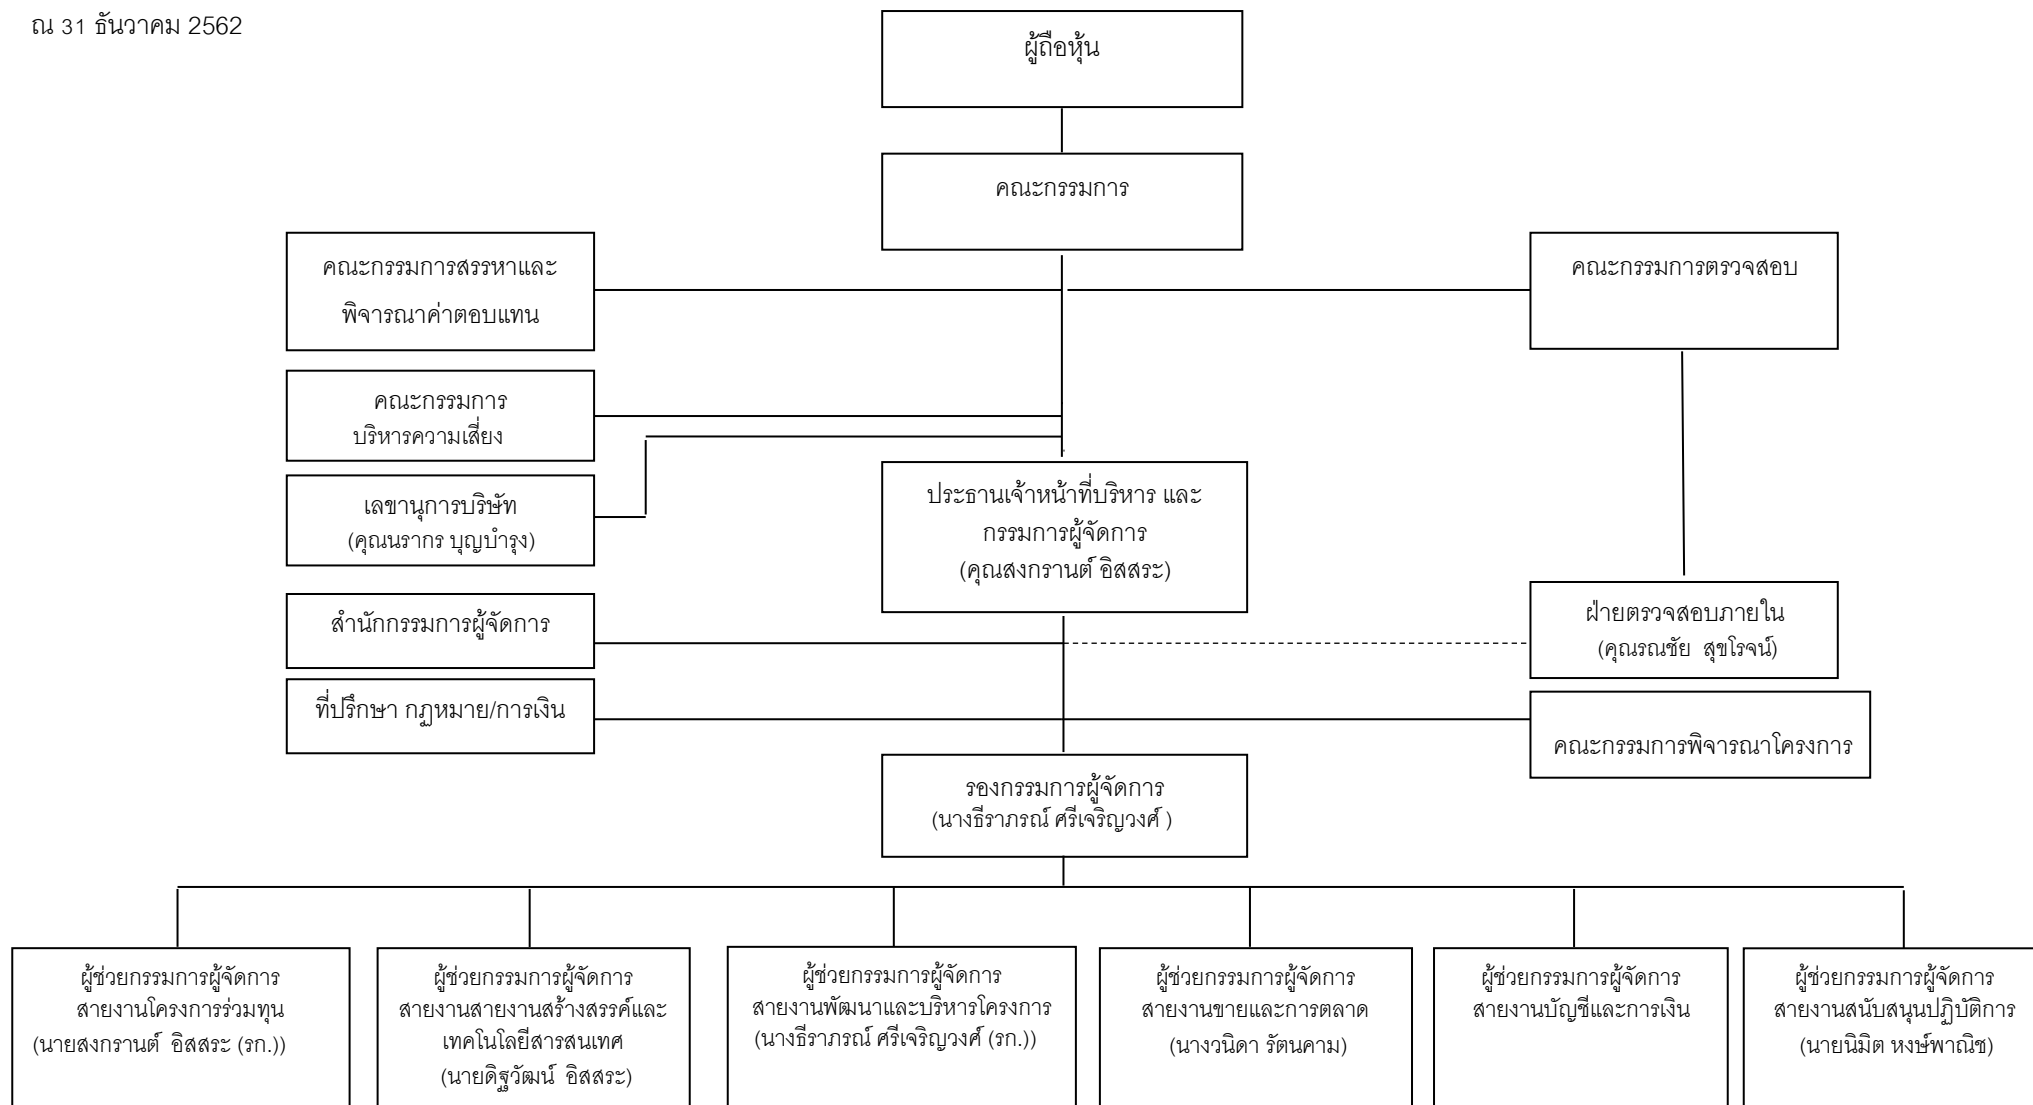 ณ 31 ธันวาคม 2562
ผู้ถือหุ้น
คณะกรรมการ
คณะกรรมการสรรหาและ
พิจารณาค่าตอบแทน
คณะกรรมการตรวจสอบ
คณะกรรมการ
บริหารความเสี่ยง
เลขานุการบริษัท
(คุณนรากร บุญบำรุง)
ประธานเจ้าหน้าที่บริหาร และ
กรรมการผู้จัดการ
(คุณสงกรานต์ อิสสระ)
สำนักกรรมการผู้จัดการ
ฝ่ายตรวจสอบภายใน
(คุณรณชัย สุขโรจน์)
ที่ปรึกษา กฎหมาย/การเงิน
คณะกรรมการพิจารณาโครงการ
รองกรรมการผู้จัดการ
(นางธีราภรณ์ ศรีเจริญวงศ์ )
ผู้ช่วยกรรมการผู้จัดการ
สายงานโครงการร่วมทุน
(นายสงกรานต์ อิสสระ (รก.))
ผู้ช่วยกรรมการผู้จัดการ
สายงานสายงานสร้างสรรค์และ
เทคโนโลยีสารสนเทศ
(นายดิฐวัฒน์ อิสสระ)
ผู้ช่วยกรรมการผู้จัดการ
สายงานพัฒนาและบริหารโครงการ
(นางธีราภรณ์ ศรีเจริญวงศ์ (รก.))
ผู้ช่วยกรรมการผู้จัดการ
สายงานขายและการตลาด
(นางวนิดา รัตนคาม)
ผู้ช่วยกรรมการผู้จัดการ
สายงานบัญชีและการเงิน
ผู้ช่วยกรรมการผู้จัดการ
สายงานสนับสนุนปฏิบัติการ
(นายนิมิต หงษ์พาณิช)